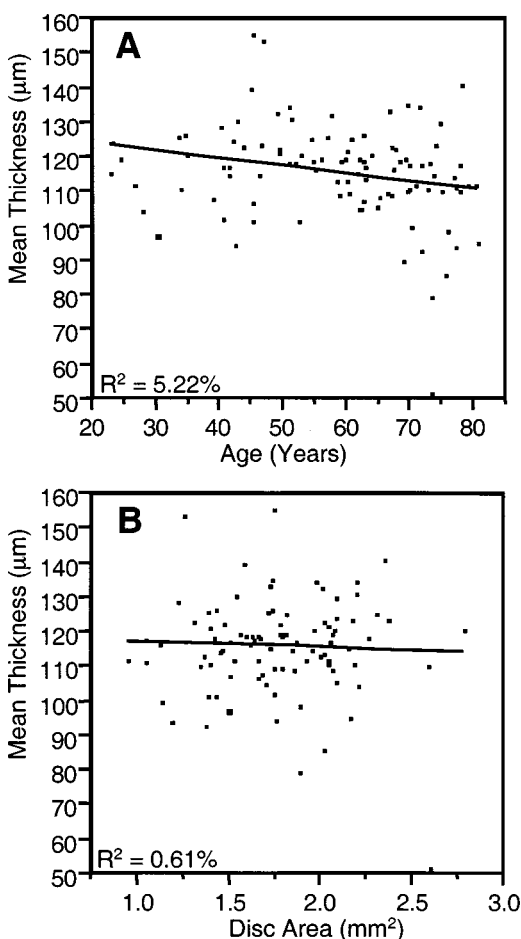 A
160
150
140
130
120
110
100
90
80
70
60
50
Mean Thickness (μm)
R² = 5.22%
20 30 40 50 60 70 80
Age (Years)
B
160
150
140
130
120
110
100
90
80
70
60
50
Mean Thickness (μm)
R² = 0.61%
1.0 1.5 2.0 2.5 3.0
Disc Area (mm²)